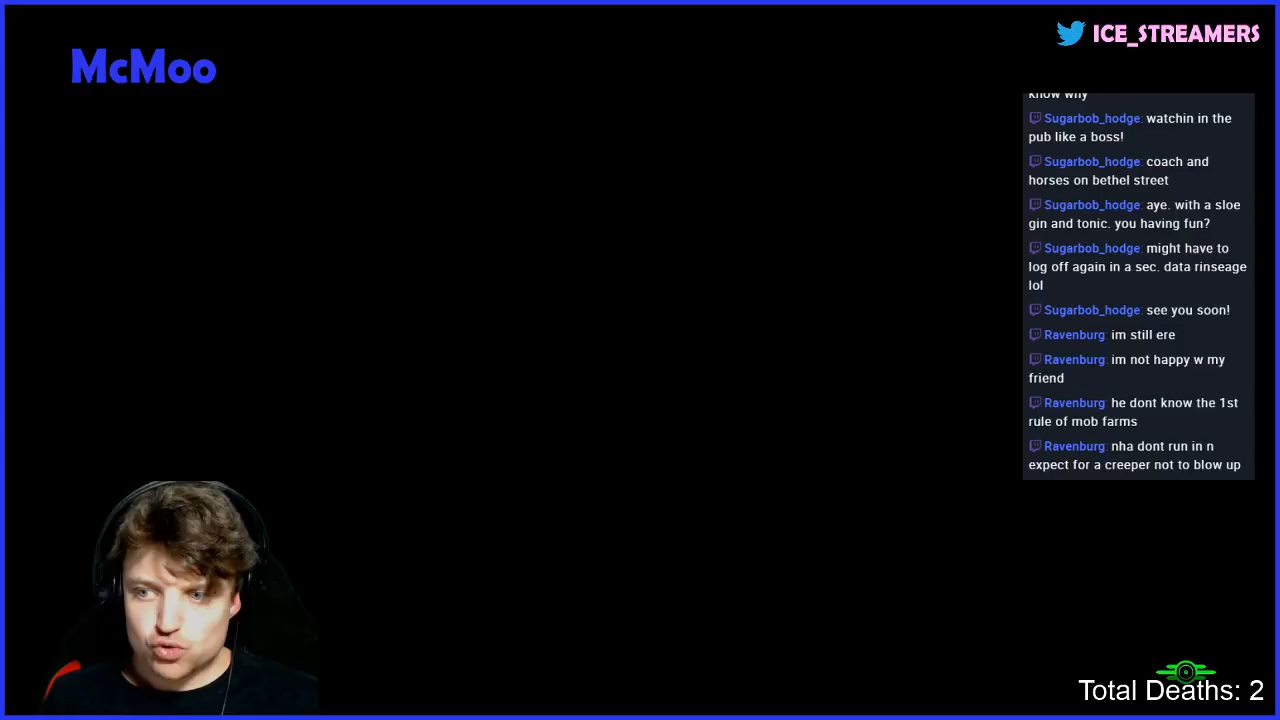 McMoo
ICE_STREAMERS
know why
Sugarbob_hodge: watchin in the
pub like a boss!
Sugarbob_hodge: coach and
horses on bethel street
Sugarbob_hodge: aye. with a sloe
gin and tonic. you having fun?
Sugarbob_hodge: might have to
log off again in a sec. data rinseage
lol
Sugarbob_hodge: see you soon!
Ravenburg: im still ere
Ravenburg: im not happy w my
friend
Ravenburg: he dont know the 1st
rule of mob farms
Ravenburg: nha dont run in n
expect for a creeper not to blow up
Total Deaths: 2